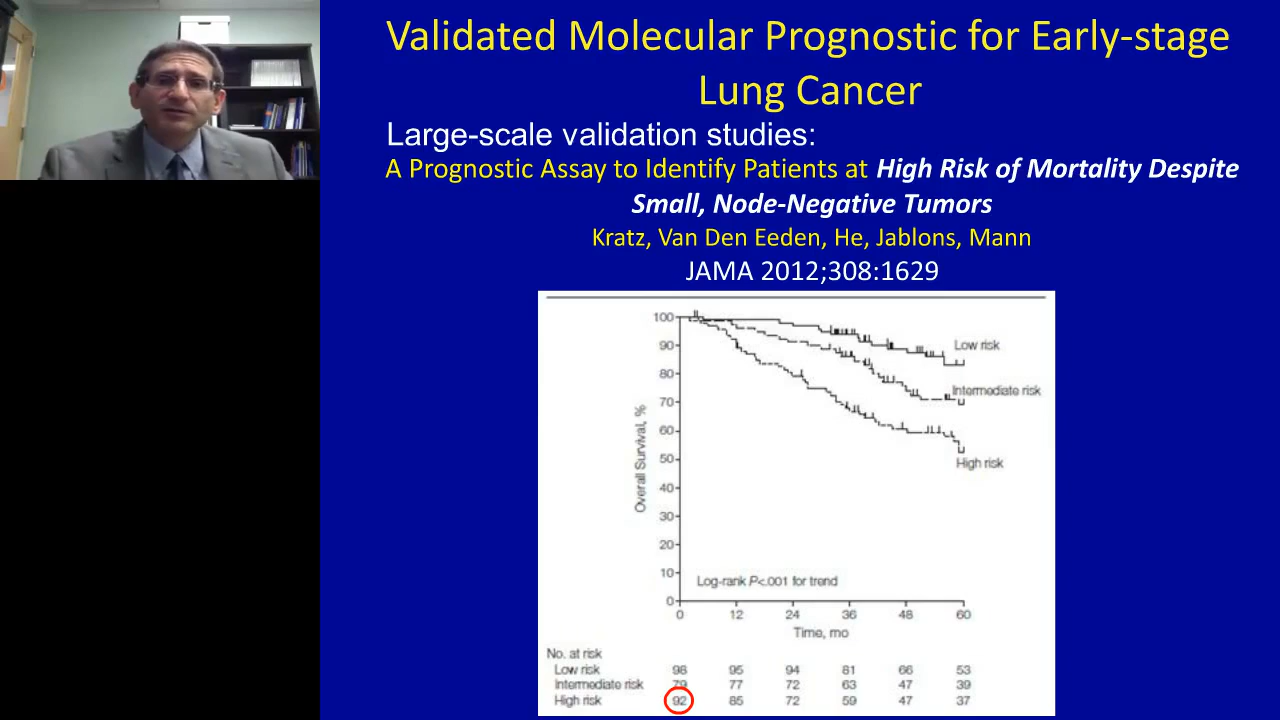 Validated Molecular Prognostic for Early-stage
Lung Cancer
Large-scale validation studies:
A Prognostic Assay to Identify Patients at High Risk of Mortality Despite
Small, Node-Negative Tumors
Kratz, Van Den Eeden, He, Jablons, Mann
JAMA 2012;308:1629
100
90
80
70
60
50
40
30
20
10
0
Overall Survival, %
Low risk
Intermediate risk
High risk
Log-rank P<.001 for trend
0 12 24 36 48 60
Time, mo
No. at risk
Low risk 98 95 94 81 66 53
Intermediate risk 79 77 72 63 47 39
High risk 92 85 72 59 47 37